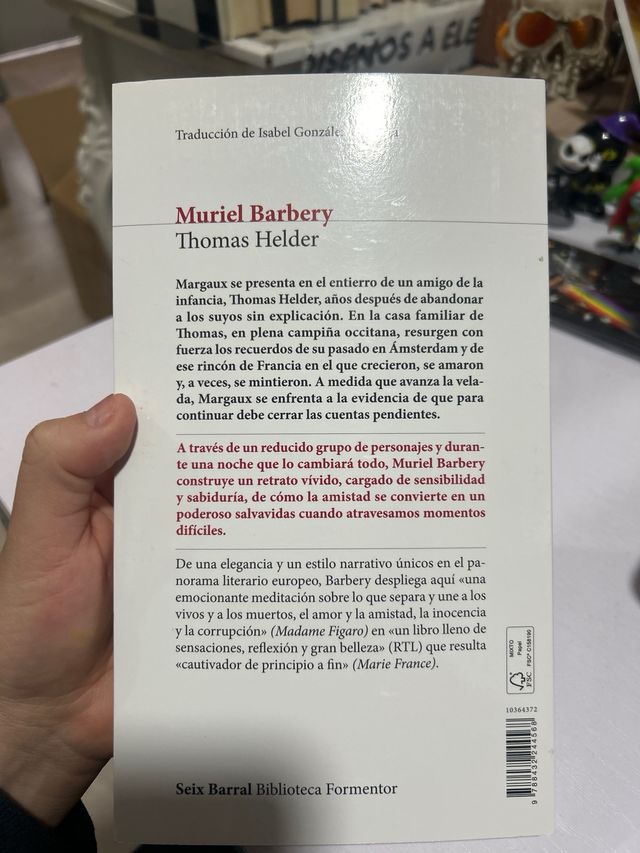 DISEÑOS A ELE
Traducción de Isabel Gonzále
Muriel Barbery
Thomas Helder
Margaux se presenta en el entierro de un amigo de la
infancia, Thomas Helder, años después de abandonar
a los suyos sin explicación. En la casa familiar de
Thomas, en plena campiña occitana, resurgen con
fuerza los recuerdos de su pasado en Ámsterdam y de
ese rincón de Francia en el que crecieron, se amaron
y, a veces, se mintieron. A medida que avanza la vela-
da, Margaux se enfrenta a la evidencia de que para
continuar debe cerrar las cuentas pendientes.
A través de un reducido grupo de personajes y duran-
te una noche que lo cambiará todo, Muriel Barbery
construye un retrato vívido, cargado de sensibilidad
y sabiduría, de cómo la amistad se convierte en un
poderoso salvavidas cuando atravesamos momentos
difíciles.
De una elegancia y un estilo narrativo únicos en el pa-
norama literario europeo, Barbery despliega aquí «una
emocionante meditación sobre lo que separa y une a los
vivos y a los muertos, el amor y la amistad, la inocencia
y la corrupción» (Madame Figaro) en «un libro lleno de
sensaciones, reflexión y gran belleza» (RTL) que resulta
«cautivador de principio a fin» (Marie France).
MIXTO
Papel
FSC® C158190
FSC
10364372
9 788432 244568
Seix Barral Biblioteca Formentor